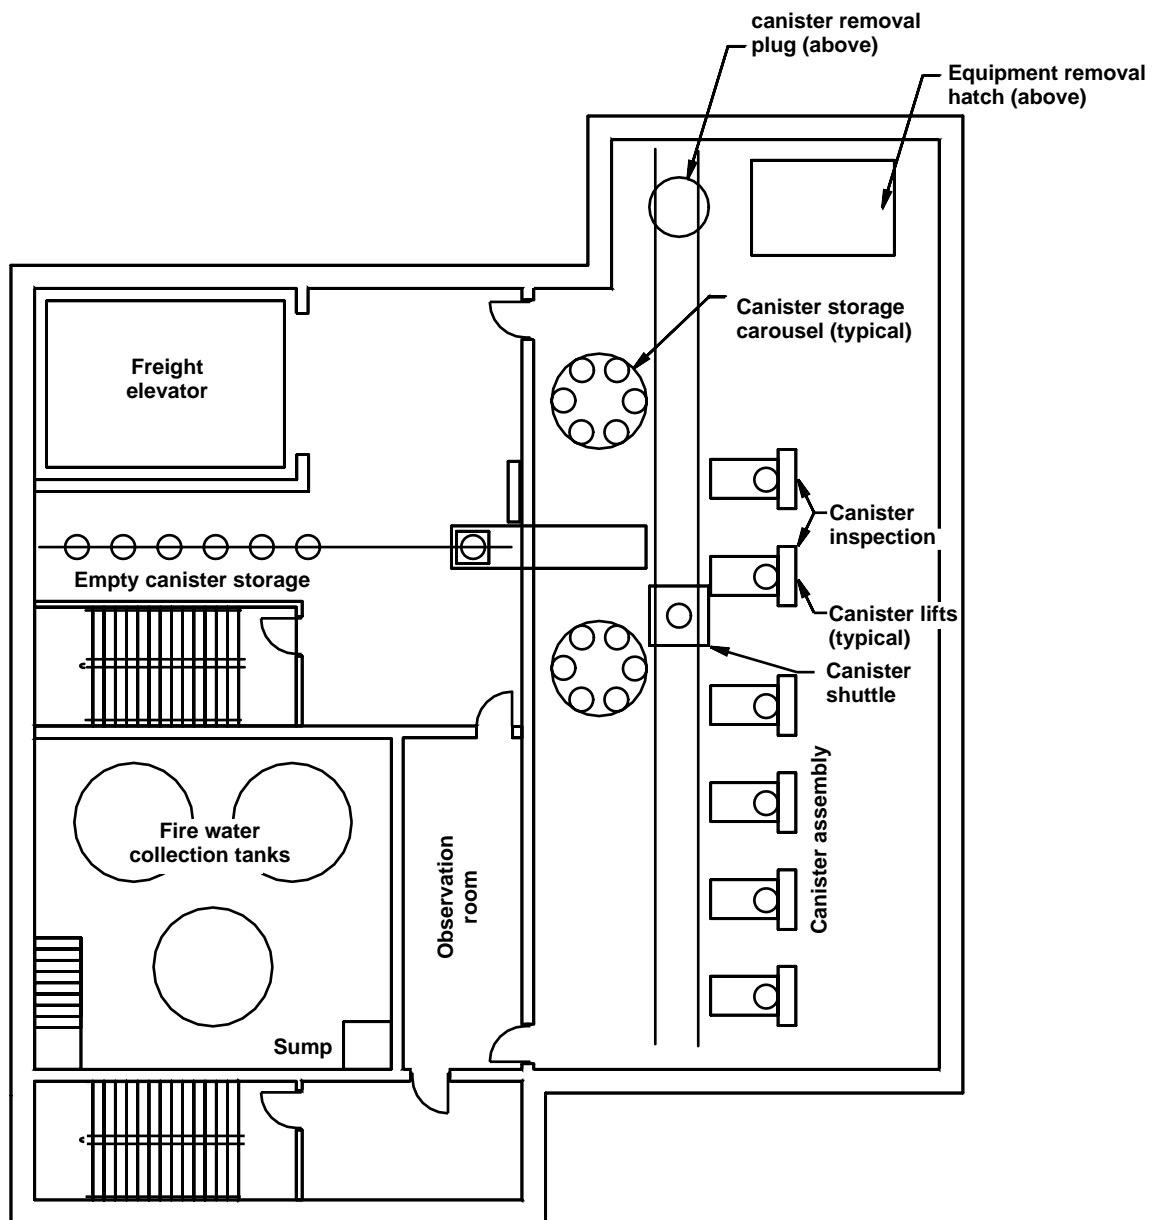 canister removal
plug (above)
Equipment removal
hatch (above)
Canister storage
carousel (typical)
Freight
elevator
Canister
inspection
Empty canister storage
Canister lifts
(typical)
Canister
shuttle
Canister assembly
Fire water
collection tanks
Observation
room
Sump